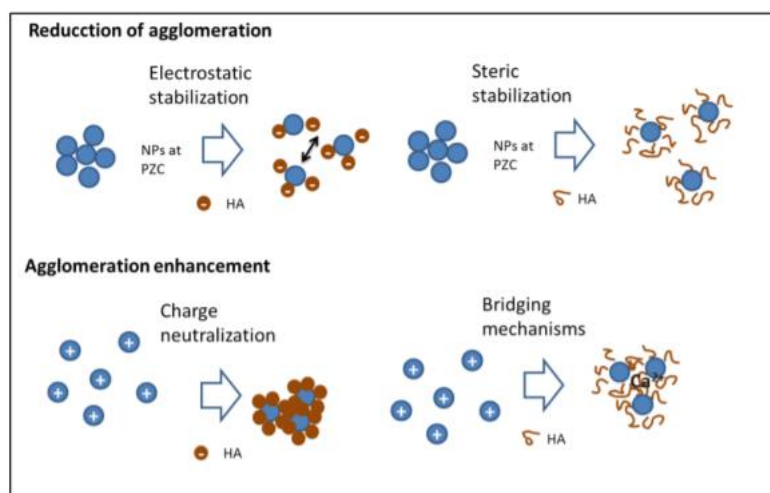 Reducction of agglomeration
Electrostatic
stabilization
Steric
stabilization
NPs at
PZC
NPs at
PZC
- HA
HA
Agglomeration enhancement
Charge
neutralization
Bridging
mechanisms
+ + + + + +
+ + + + + +
Ca²⁺
- HA
HA